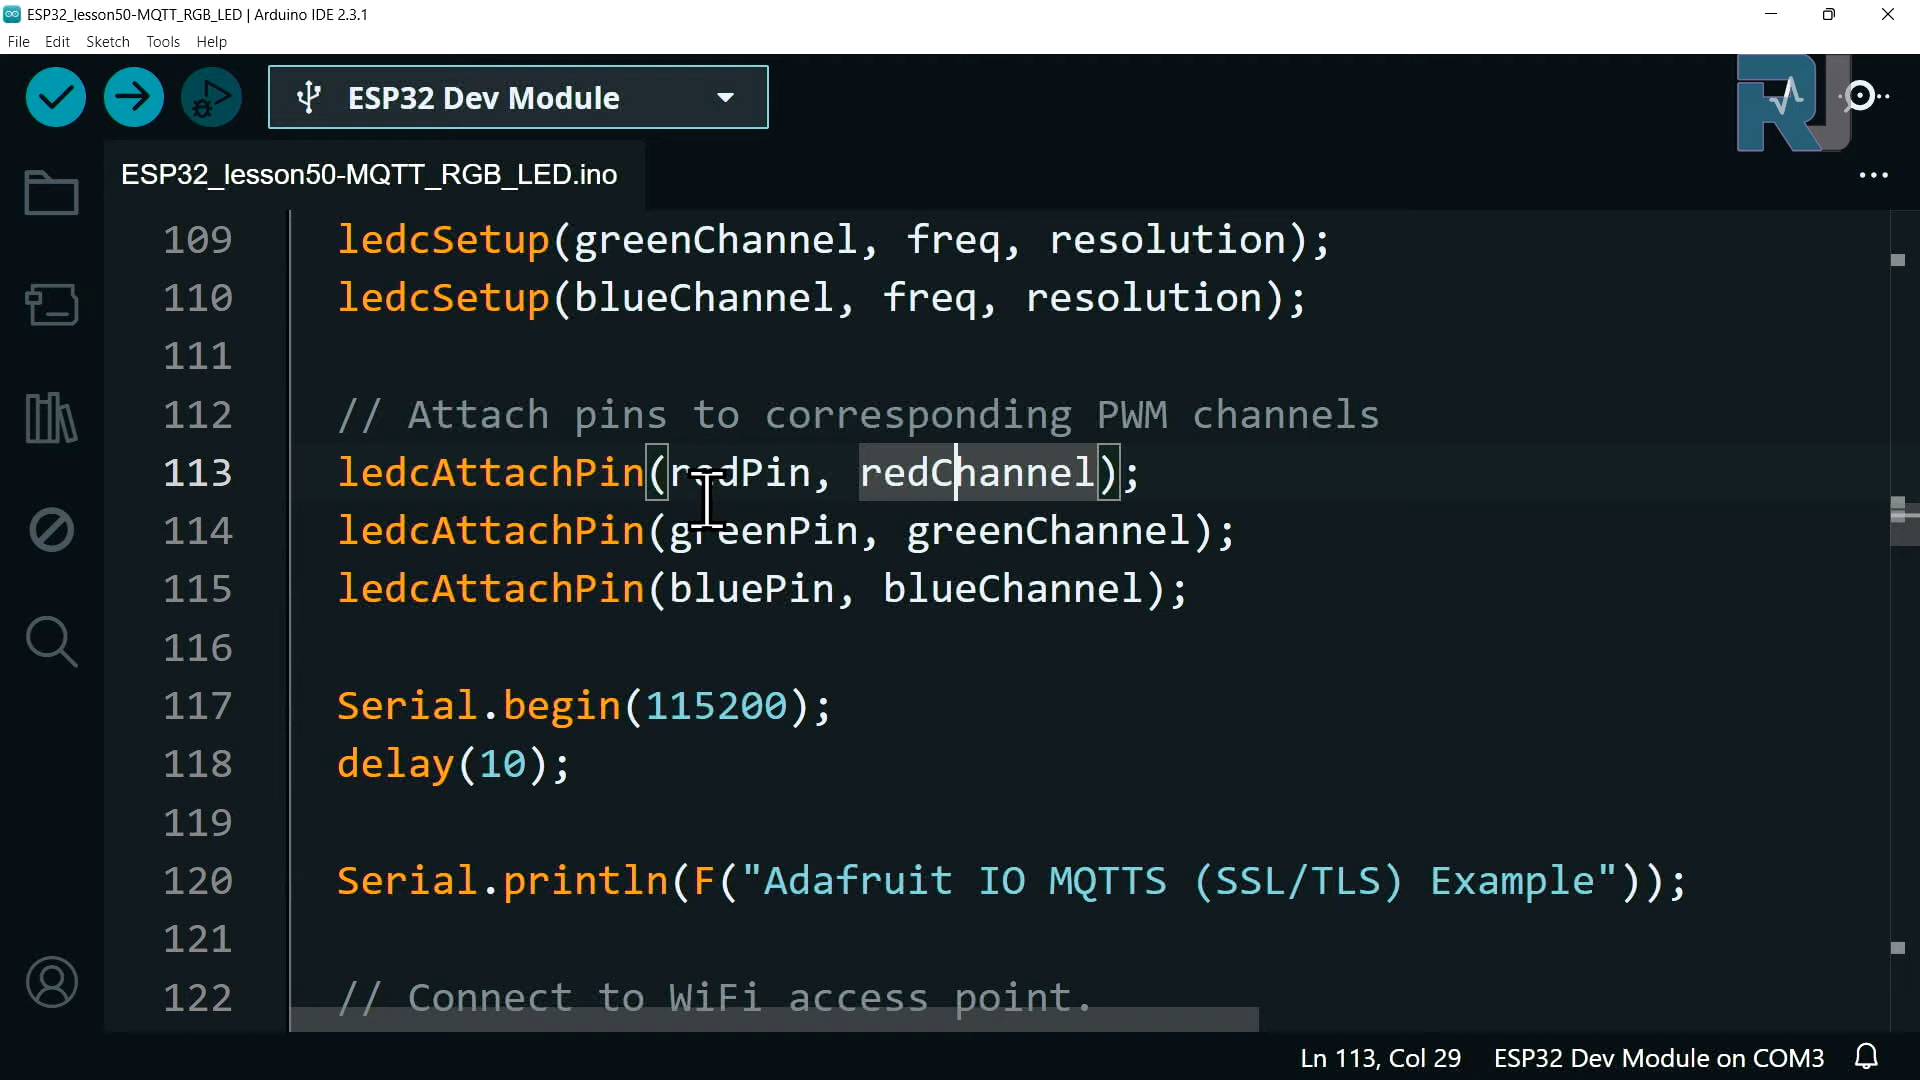 ESP32_lesson50-MQTT_RGB_LED | Arduino IDE 2.3.1
File Edit Sketch Tools Help
ESP32 Dev Module
RJ
ESP32_lesson50-MQTT_RGB_LED.ino
109 ledcSetup(greenChannel, freq, resolution);
110 ledcSetup(blueChannel, freq, resolution);
111
112 // Attach pins to corresponding PWM channels
113 ledcAttachPin(redPin, redChannel);
114 ledcAttachPin(greenPin, greenChannel);
115 ledcAttachPin(bluePin, blueChannel);
116
117 Serial.begin(115200);
118 delay(10);
119
120 Serial.println(F("Adafruit IO MQTTS (SSL/TLS) Example"));
121
122 // Connect to WiFi access point.
Ln 113, Col 29 ESP32 Dev Module on COM3